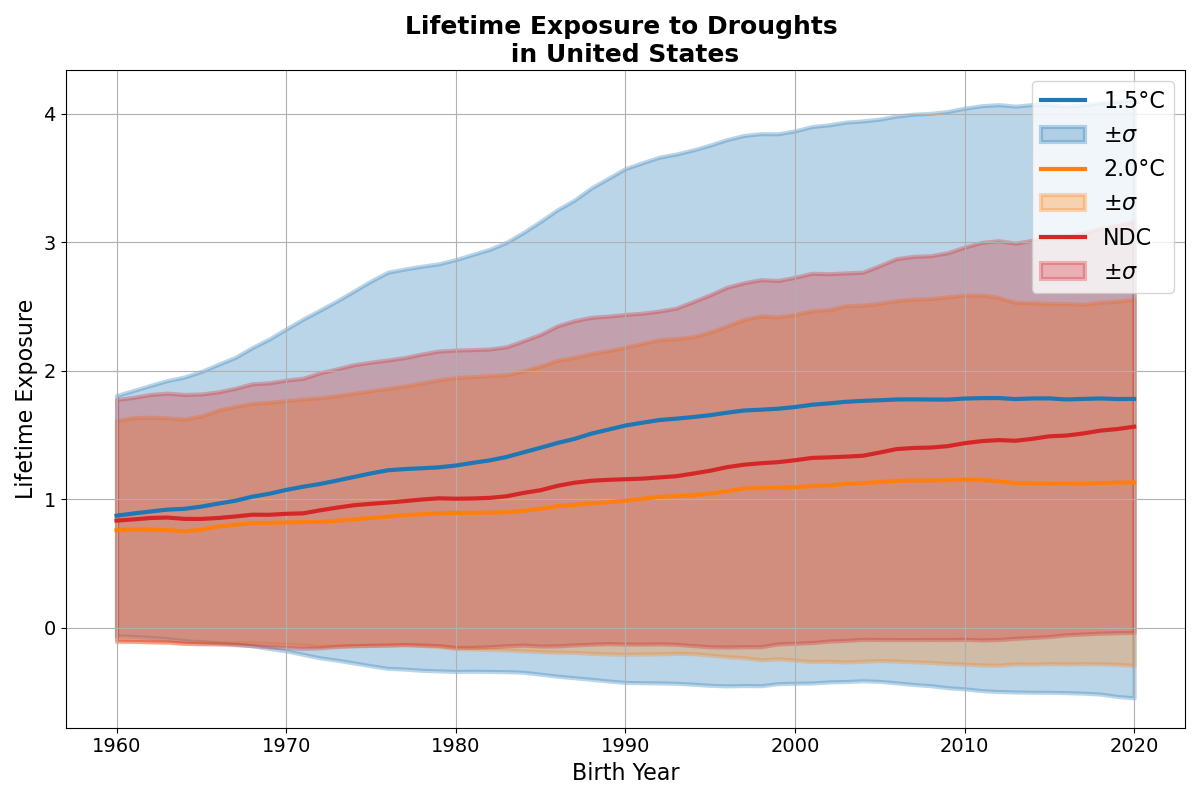 Lifetime Exposure to Droughts
in United States
Lifetime Exposure
4
3
2
1
0
1.5°C
±σ
2.0°C
±σ
NDC
±σ
1960 1970 1980 1990 2000 2010 2020
Birth Year